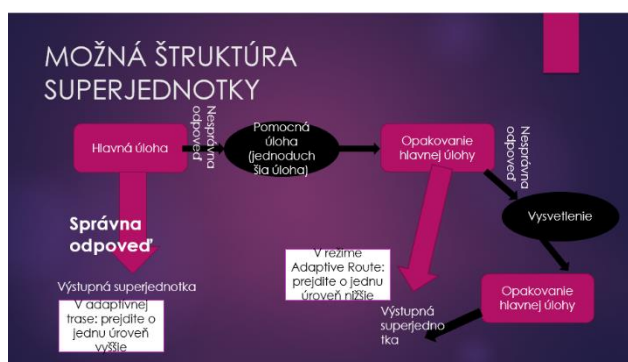 MOŽNÁ ŠTRUKTÚRA
SUPERJEDNOTKY
Hlavná úloha
Nesprávna
odpoveď
Pomocná
úloha
(jednoduch
šia úloha)
Opakovanie
hlavnej úlohy
Nesprávna
odpoveď
Vysvetlenie
Správna
odpoveď
Výstupná superjednotka
V adaptívnej
trase: prejdite o
jednu úroveň
vyššie
V režime
Adaptive Route:
prejdite o jednu
úroveň nižšie
Opakovanie
hlavnej úlohy
Výstupná
superjedno
tka